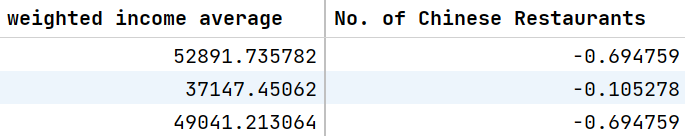 weighted income average No. of Chinese Restaurants
52891.735782 -0.694759
37147.45062 -0.105278
49041.213064 -0.694759